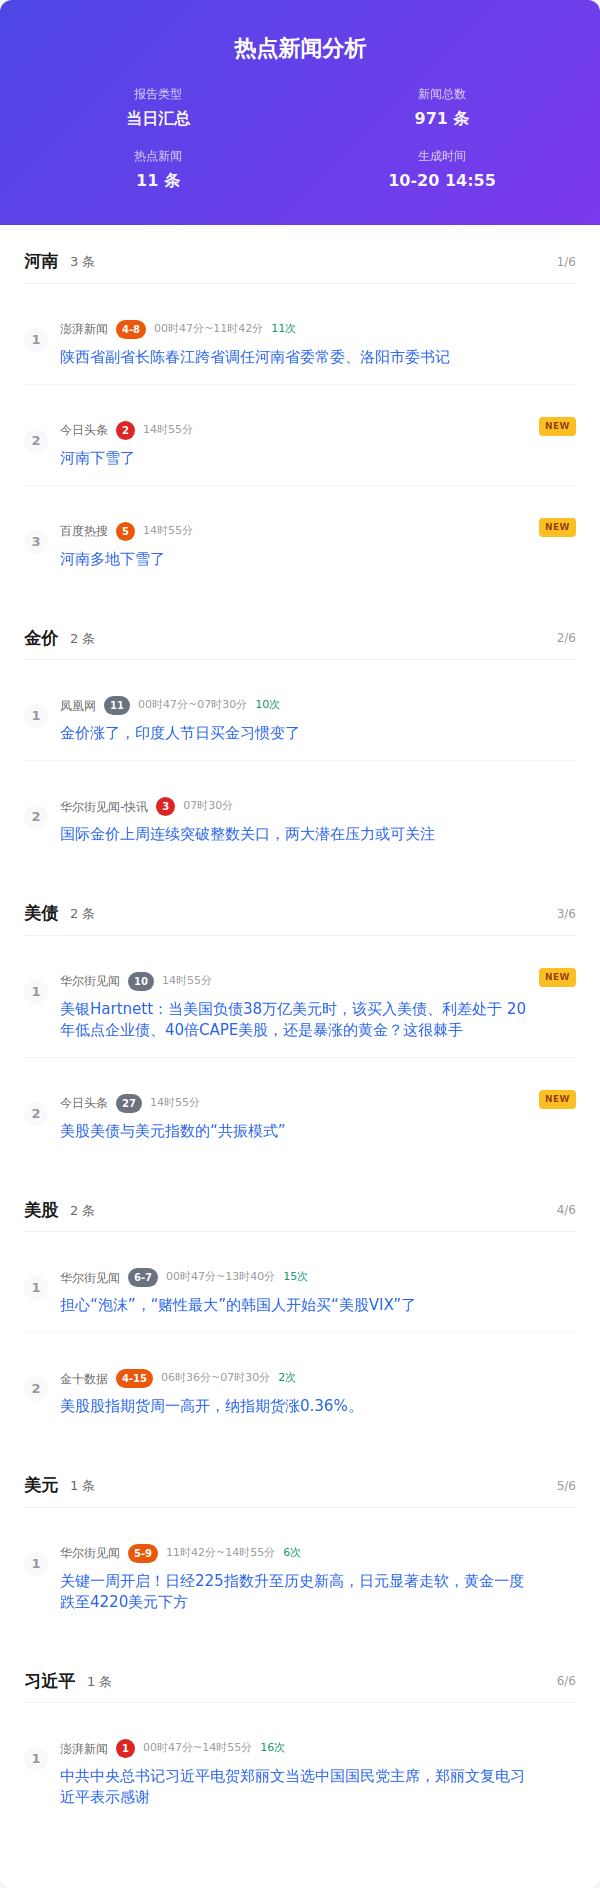 热点新闻分析
报告类型
新闻总数
当日汇总
971 条
热点新闻
生成时间
11 条
10-20 14:55
河南 3 条 1/6
1 澎湃新闻 4-8 00时47分~11时42分 11次
陕西省副省长陈春江跨省调任河南省委常委、洛阳市委书记
2 今日头条 2 14时55分 NEW
河南下雪了
3 百度热搜 5 14时55分 NEW
河南多地下雪了
金价 2 条 2/6
1 凤凰网 11 00时47分~07时30分 10次
金价涨了，印度人节日买金习惯变了
2 华尔街见闻-快讯 3 07时30分
国际金价上周连续突破整数关口，两大潜在压力或可关注
美债 2 条 3/6
1 华尔街见闻 10 14时55分 NEW
美银Hartnett：当美国负债38万亿美元时，该买入美债、利差处于 20
年低点企业债、40倍CAPE美股，还是暴涨的黄金？这很棘手
2 今日头条 27 14时55分 NEW
美股美债与美元指数的“共振模式”
美股 2 条 4/6
1 华尔街见闻 6-7 00时47分~13时40分 15次
担心“泡沫”，“赌性最大”的韩国人开始买“美股VIX”了
2 金十数据 4-15 06时36分~07时30分 2次
美股股指期货周一高开，纳指期货涨0.36%。
美元 1 条 5/6
1 华尔街见闻 5-9 11时42分~14时55分 6次
关键一周开启！日经225指数升至历史新高，日元显著走软，黄金一度
跌至4220美元下方
习近平 1 条 6/6
1 澎湃新闻 1 00时47分~14时55分 16次
中共中央总书记习近平电贺郑丽文当选中国国民党主席，郑丽文复电习
近平表示感谢